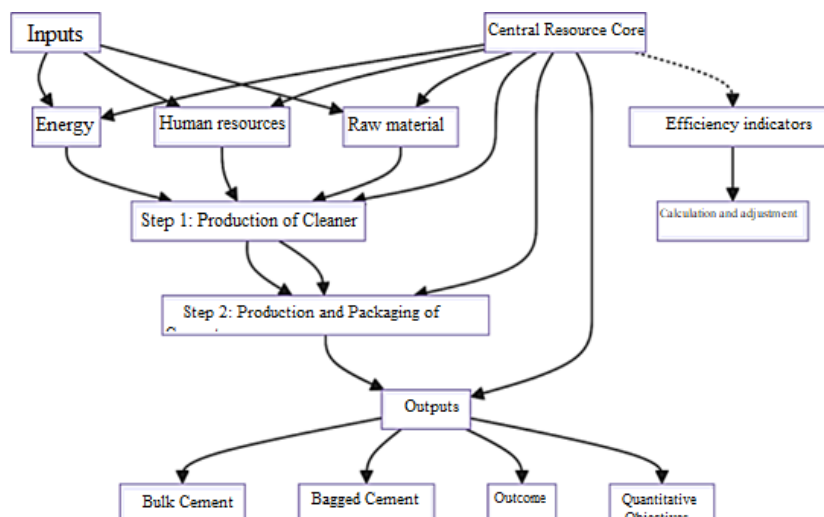 Inputs
Central Resource Core
Energy
Human resources
Raw material
Efficiency indicators
Step 1: Production of Cleaner
Calculation and adjustment
Step 2: Production and Packaging of
Outputs
Bulk Cement
Bagged Cement
Outcome
Quantitative
Objectives